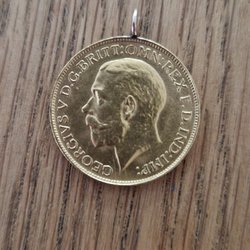 GEORGIVS V D.G.BRITT:OMN:REX F.D.IND:IMP: